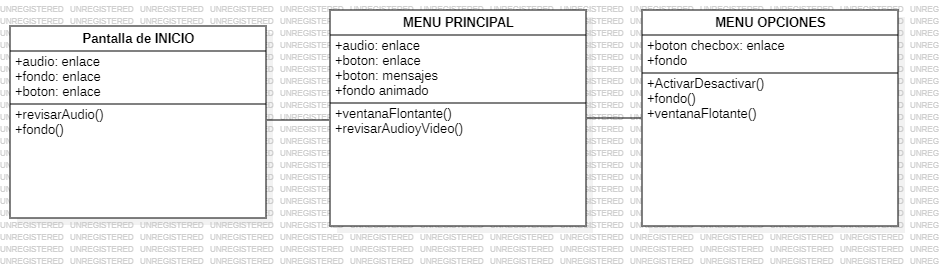 Pantalla de INICIO
+audio: enlace
+fondo: enlace
+boton: enlace
+revisarAudio()
+fondo()
MENU PRINCIPAL
+audio: enlace
+boton: enlace
+boton: mensajes
+fondo animado
+ventanaFlontante()
+revisarAudioyVideo()
MENU OPCIONES
+boton checbox: enlace
+fondo
+ActivarDesactivar()
+fondo()
+ventanaFlotante()
UNREGISTERED